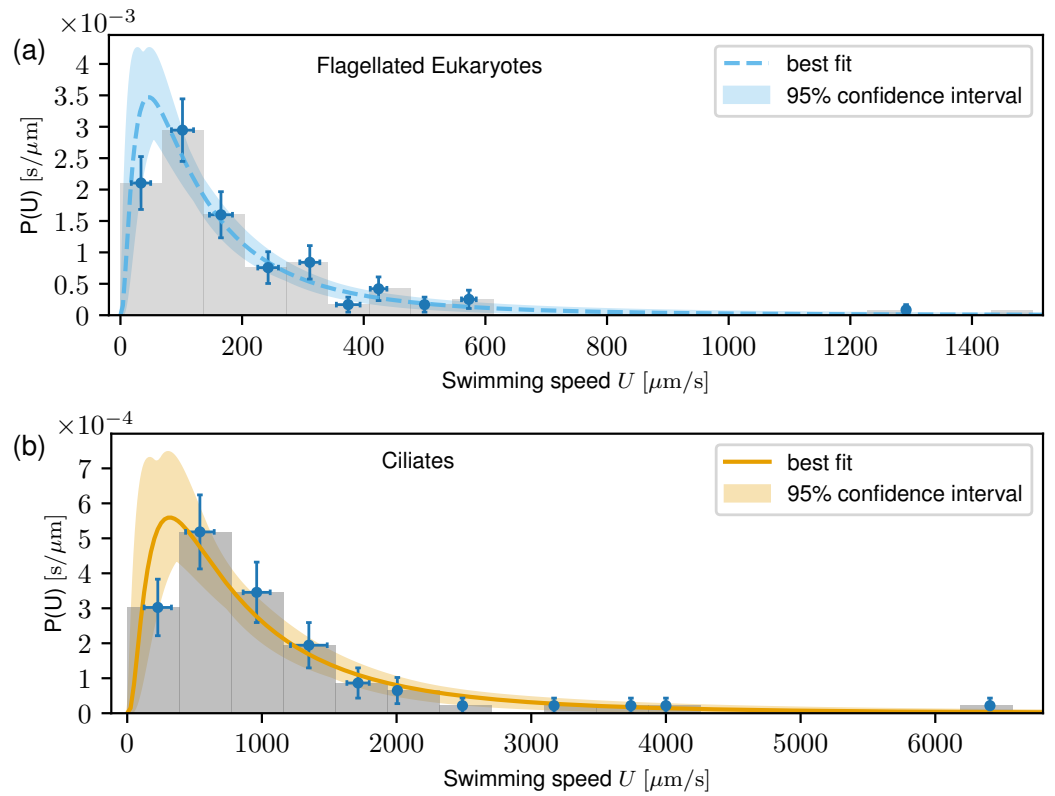 ×10⁻³
(a)
Flagellated Eukaryotes
best fit
95% confidence interval
P(U) [s/μm]
4
3.5
3
2.5
2
1.5
1
0.5
0
0 200 400 600 800 1000 1200 1400
Swimming speed U [μm/s]
×10⁻⁴
(b)
Ciliates
best fit
95% confidence interval
P(U) [s/μm]
7
6
5
4
3
2
1
0
0 1000 2000 3000 4000 5000 6000
Swimming speed U [μm/s]